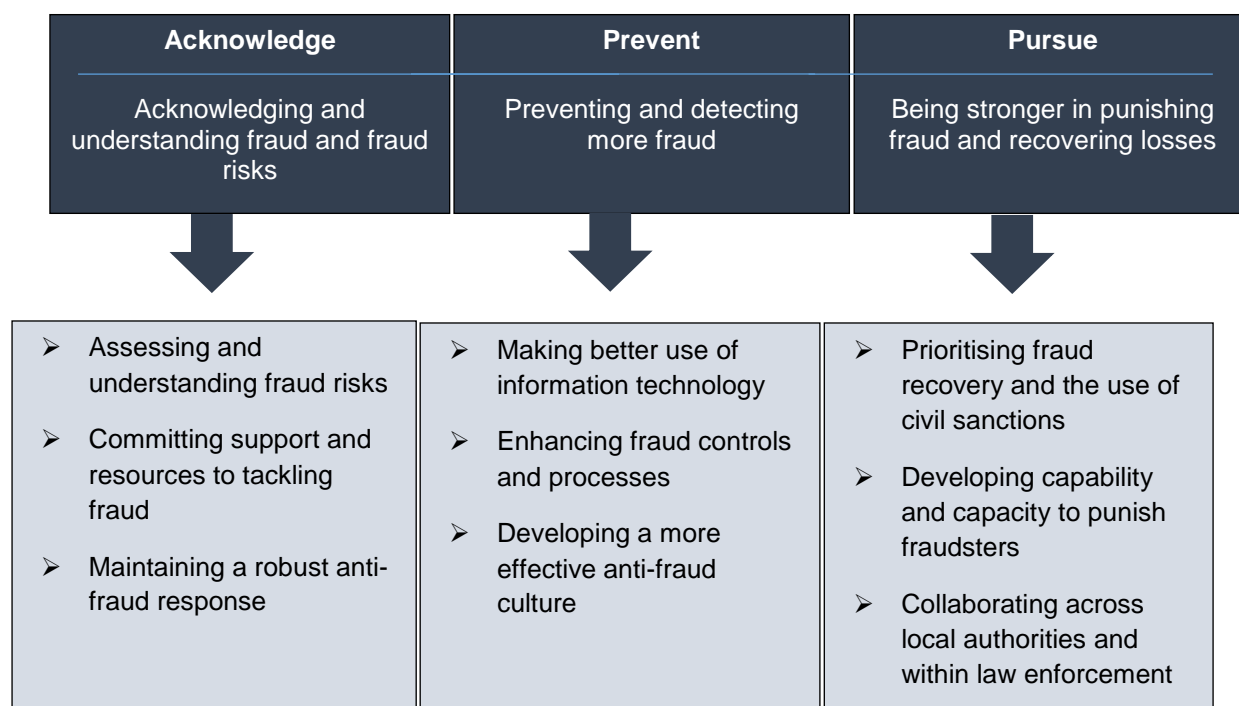 Acknowledge
Acknowledging and
understanding fraud and fraud
risks
Prevent
Preventing and detecting
more fraud
Pursue
Being stronger in punishing
fraud and recovering losses
➢ Assessing and
understanding fraud risks
➢ Committing support and
resources to tackling
fraud
➢ Maintaining a robust anti-
fraud response
➢ Making better use of
information technology
➢ Enhancing fraud controls
and processes
➢ Developing a more
effective anti-fraud
culture
➢ Prioritising fraud
recovery and the use of
civil sanctions
➢ Developing capability
and capacity to punish
fraudsters
➢ Collaborating across
local authorities and
within law enforcement